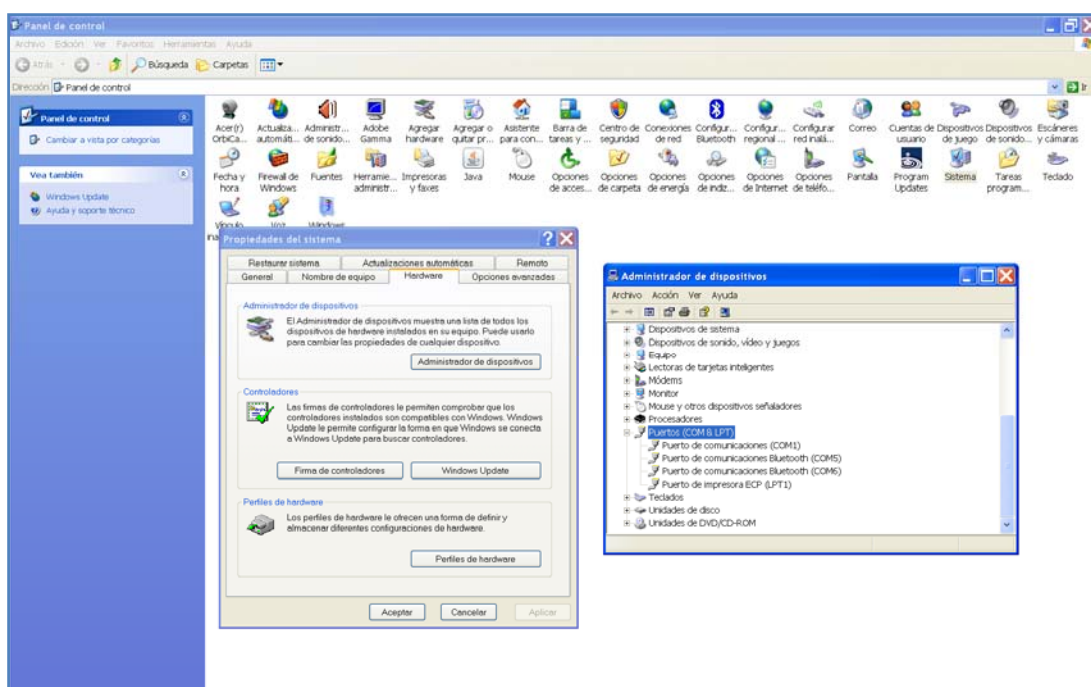 Panel de control
Archivo Edición Ver Favoritos Herramientas Ayuda
Atrás Búsqueda Carpetas
Dirección Panel de control Ir
Panel de control
Cambiar a vista por categorías
Vea también
Windows Update
Ayuda y soporte técnico
Acer(r) Actualiza... Administr... Adobe Agregar Agregar o Asistente Barra de Centro de Conexiones Configur... Configur... Configurar Correo Cuentas de Dispositivos Dispositivos Escáneres
OrbiCa... automáti... de sonido... Gamma hardware quitar pr... para con... tareas y ... seguridad de red Bluetooth regional ... red inalá... usuario de juego de sonido... y cámaras
Fecha y Firewall de Fuentes Herramie... Impresoras Java Mouse Opciones Opciones Opciones Opciones Opciones Opciones Pantalla Program Sistema Tareas Teclado
hora Windows administr... y faxes de acces... de carpeta de energía de indiz... de Internet de teléfo... Updates program...
Vínculo Voz Windows
Propiedades del sistema
Restaurar sistema Actualizaciones automáticas Remoto
General Nombre de equipo Hardware Opciones avanzadas
Administrador de dispositivos
El Administrador de dispositivos muestra una lista de todos los
dispositivos de hardware instalados en su equipo. Puede usarlo
para cambiar las propiedades de cualquier dispositivo.
Administrador de dispositivos
Controladores
Las firmas de controladores le permiten comprobar que los
controladores instalados son compatibles con Windows. Windows
Update le permite configurar la forma en que Windows se conecta
a Windows Update para buscar controladores.
Firma de controladores Windows Update
Perfiles de hardware
Los perfiles de hardware le ofrecen una forma de definir y
almacenar diferentes configuraciones de hardware.
Perfiles de hardware
Aceptar Cancelar Aplicar
Administrador de dispositivos
Archivo Acción Ver Ayuda
Dispositivos de sistema
Dispositivos de sonido, vídeo y juegos
Equipo
Lectoras de tarjetas inteligentes
Módems
Monitor
Mouse y otros dispositivos señaladores
Procesadores
Puertos (COM & LPT)
Puerto de comunicaciones (COM1)
Puerto de comunicaciones Bluetooth (COM5)
Puerto de comunicaciones Bluetooth (COM6)
Puerto de impresora ECP (LPT1)
Teclados
Unidades de disco
Unidades de DVD/CD-ROM